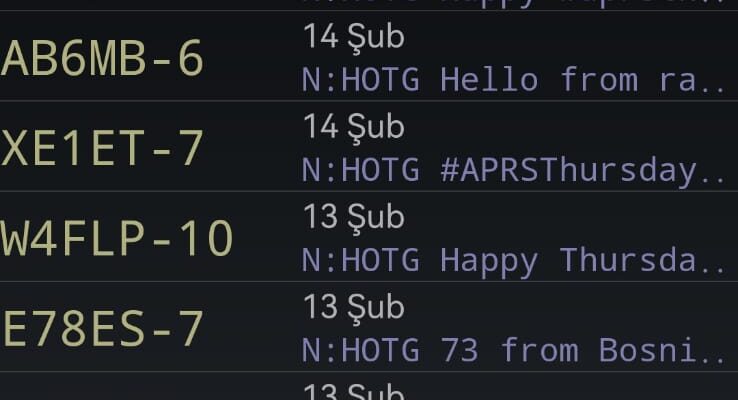 AB6MB-6
14 Şub
N:HOTG Hello from ra..
XE1ET-7
14 Şub
N:HOTG #APRSThursday..
W4FLP-10
13 Şub
N:HOTG Happy Thursda..
E78ES-7
13 Şub
N:HOTG 73 from Bosni..
13 Şub